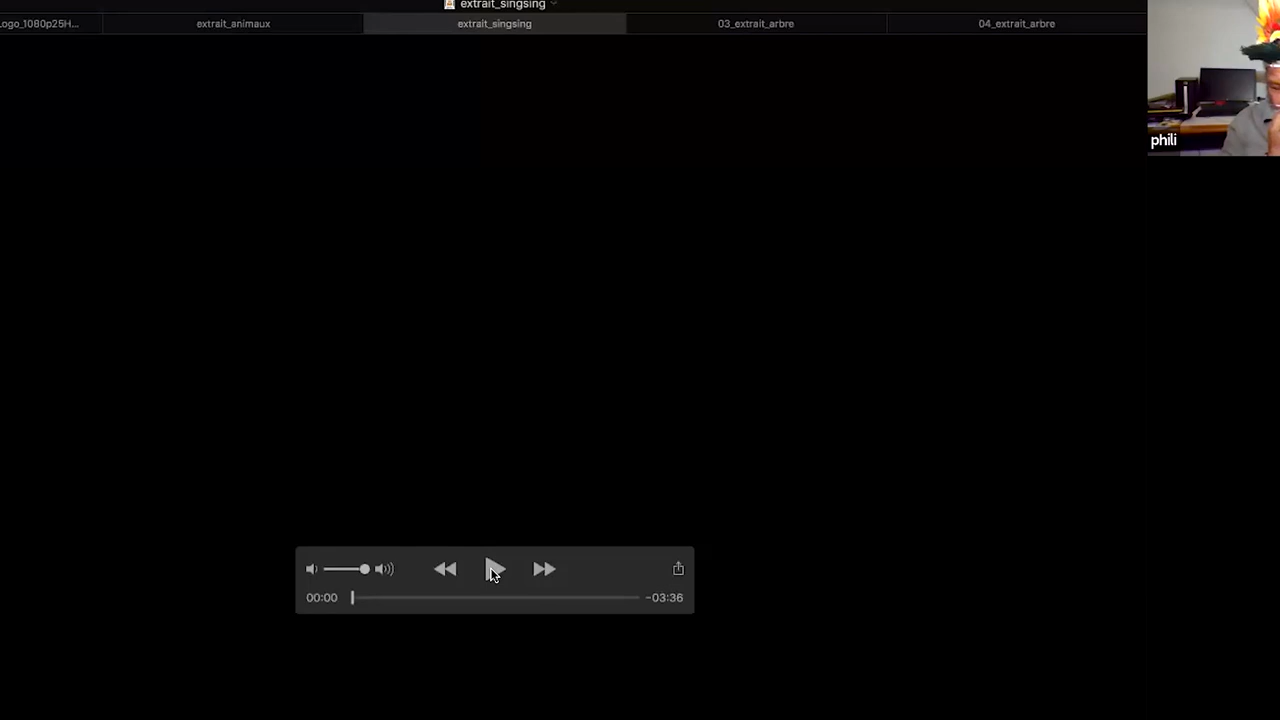 extrait_singsing
ogo_1080p25H... extrait_animaux extrait_singsing 03_extrait_arbre 04_extrait_arbre
phili
00:00 -03:36